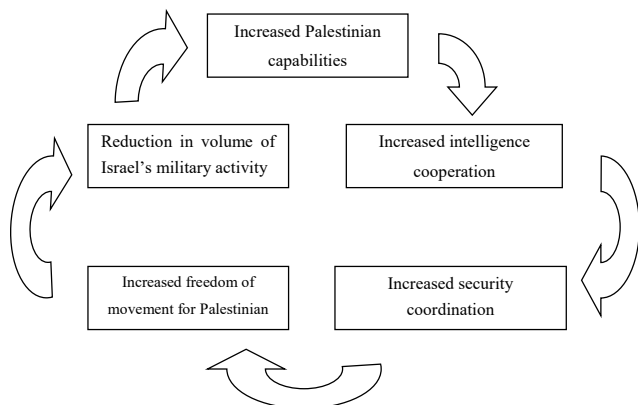 Increased Palestinian
capabilities
Reduction in volume of
Israel's military activity
Increased intelligence
cooperation
Increased freedom of
movement for Palestinian
Increased security
coordination